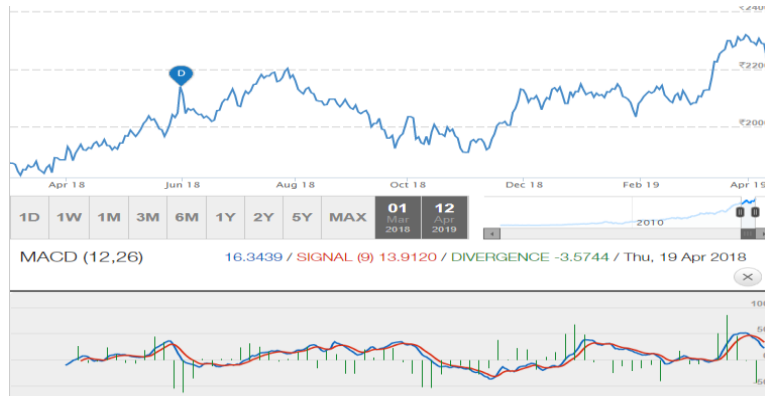 ₹2400
D
₹2200
₹2000
Apr 18 Jun 18 Aug 18 Oct 18 Dec 18 Feb 19 Apr 19
1D 1W 1M 3M 6M 1Y 2Y 5Y MAX 01 Mar 2018 12 Apr 2019
2010
MACD (12,26) 16.3439 / SIGNAL (9) 13.9120 / DIVERGENCE -3.5744 / Thu, 19 Apr 2018
50
0